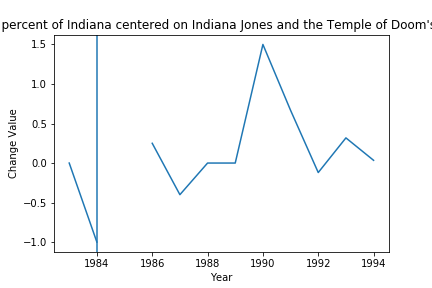 percent of Indiana centered on Indiana Jones and the Temple of Doom's
1.5
1.0
0.5
0.0
−0.5
−1.0
Change Value
1984 1986 1988 1990 1992 1994
Year